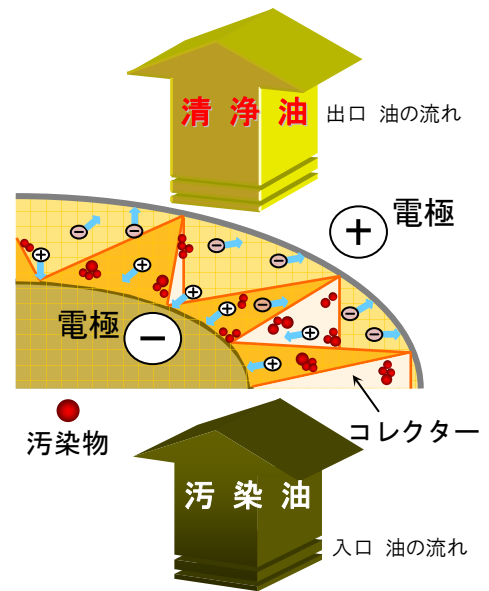 清 浄 油
出口 油の流れ
電極
+
電極
−
汚染物
コレクター
汚 染 油
入口 油の流れ